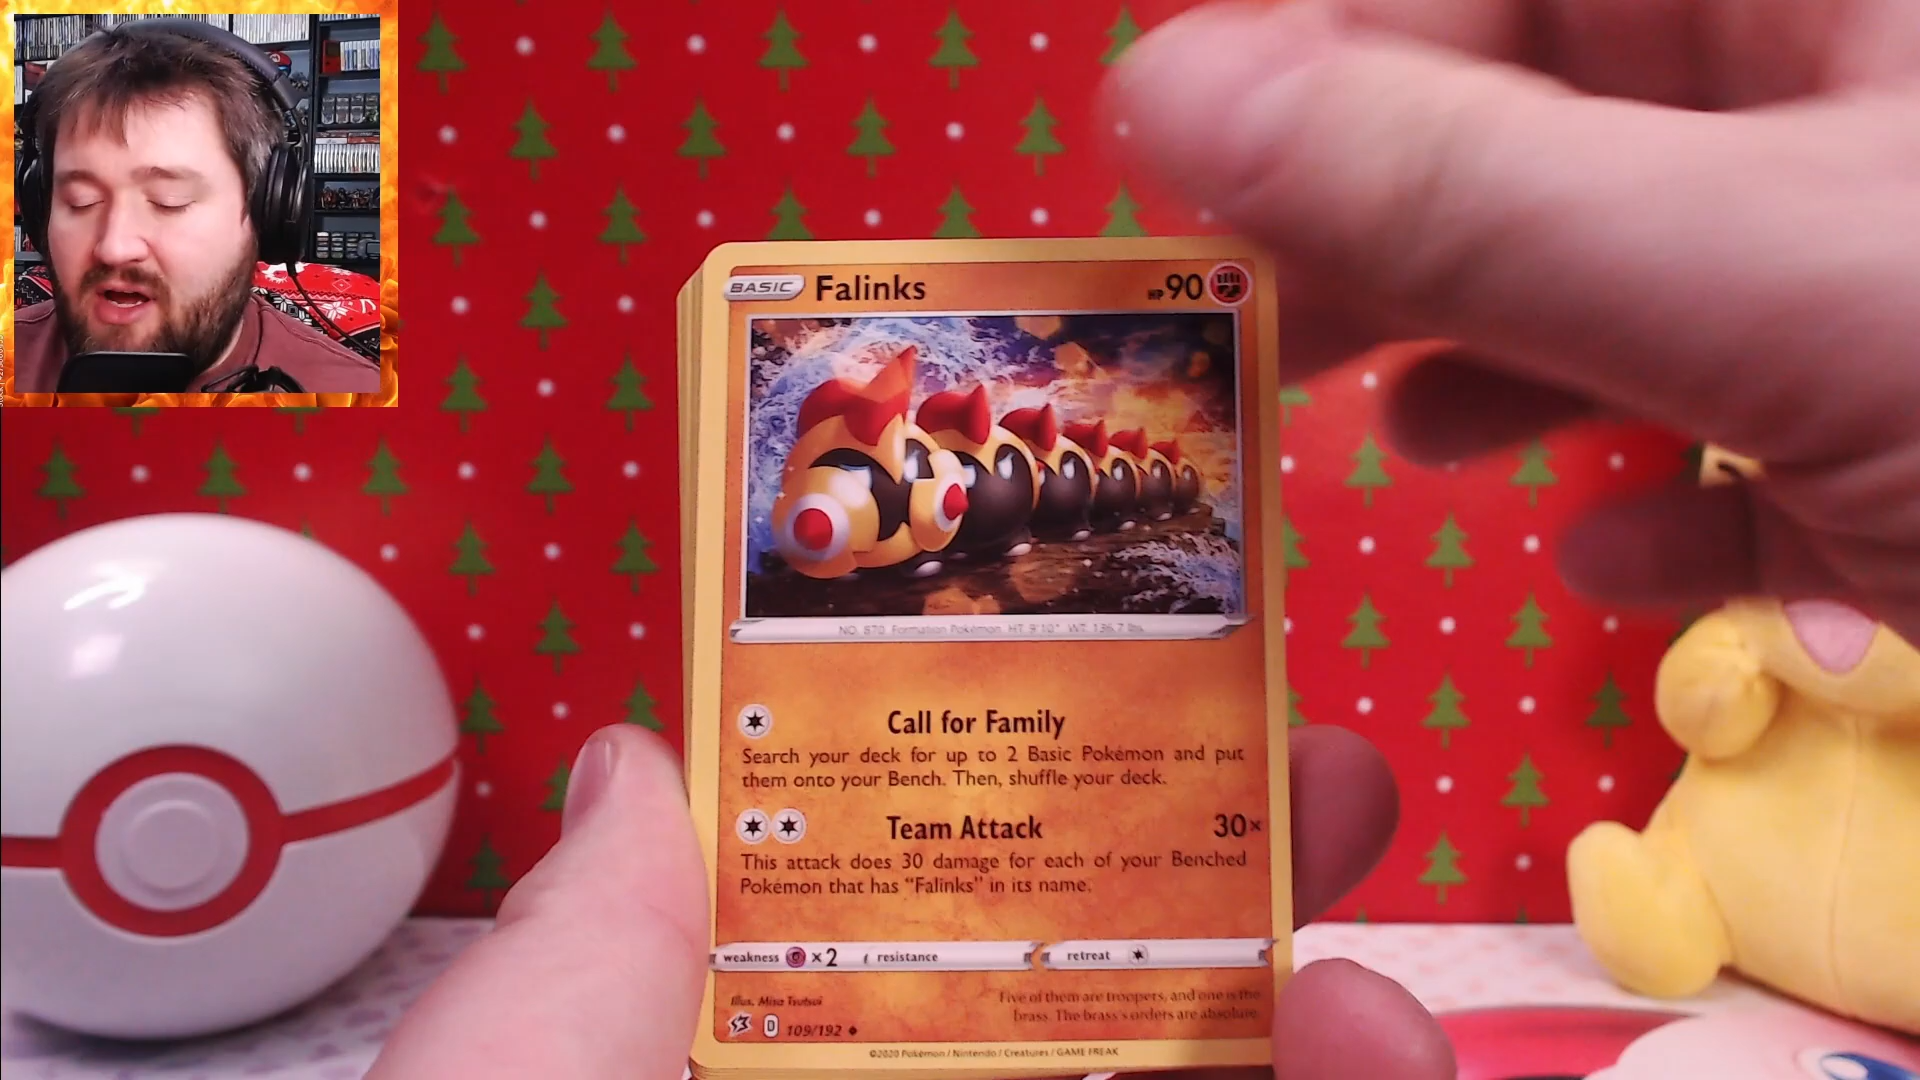 BASIC Falinks HP 90
NO. 870 Formation Pokémon HT. 9'10" WT. 136.7 lbs.
Call for Family
Search your deck for up to 2 Basic Pokémon and put
them onto your Bench. Then, shuffle your deck.
Team Attack 30×
This attack does 30 damage for each of your Benched
Pokémon that has “Falinks” in its name.
weakness ×2 resistance retreat
Illus. Misa Tsutsui
Five of them are troopers, and one is the
brass. The brass's orders are absolute.
D 109/192
©2020 Pokémon / Nintendo / Creatures / GAME FREAK